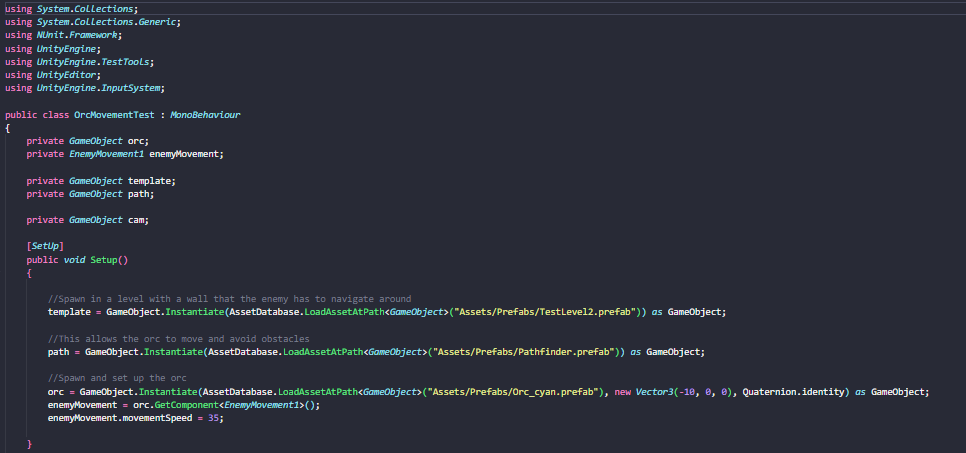 using System.Collections;
using System.Collections.Generic;
using NUnit.Framework;
using UnityEngine;
using UnityEngine.TestTools;
using UnityEditor;
using UnityEngine.InputSystem;
public class OrcMovementTest : MonoBehaviour
{
private GameObject orc;
private EnemyMovement1 enemyMovement;
private GameObject template;
private GameObject path;
private GameObject cam;
[SetUp]
public void Setup()
{
//Spawn in a level with a wall that the enemy has to navigate around
template = GameObject.Instantiate(AssetDatabase.LoadAssetAtPath<GameObject>("Assets/Prefabs/TestLevel2.prefab")) as GameObject;
//This allows the orc to move and avoid obstacles
path = GameObject.Instantiate(AssetDatabase.LoadAssetAtPath<GameObject>("Assets/Prefabs/Pathfinder.prefab")) as GameObject;
//Spawn and set up the orc
orc = GameObject.Instantiate(AssetDatabase.LoadAssetAtPath<GameObject>("Assets/Prefabs/Orc_cyan.prefab"), new Vector3(-10, 0, 0), Quaternion.identity) as GameObject;
enemyMovement = orc.GetComponent<EnemyMovement1>();
enemyMovement.movementSpeed = 35;
}